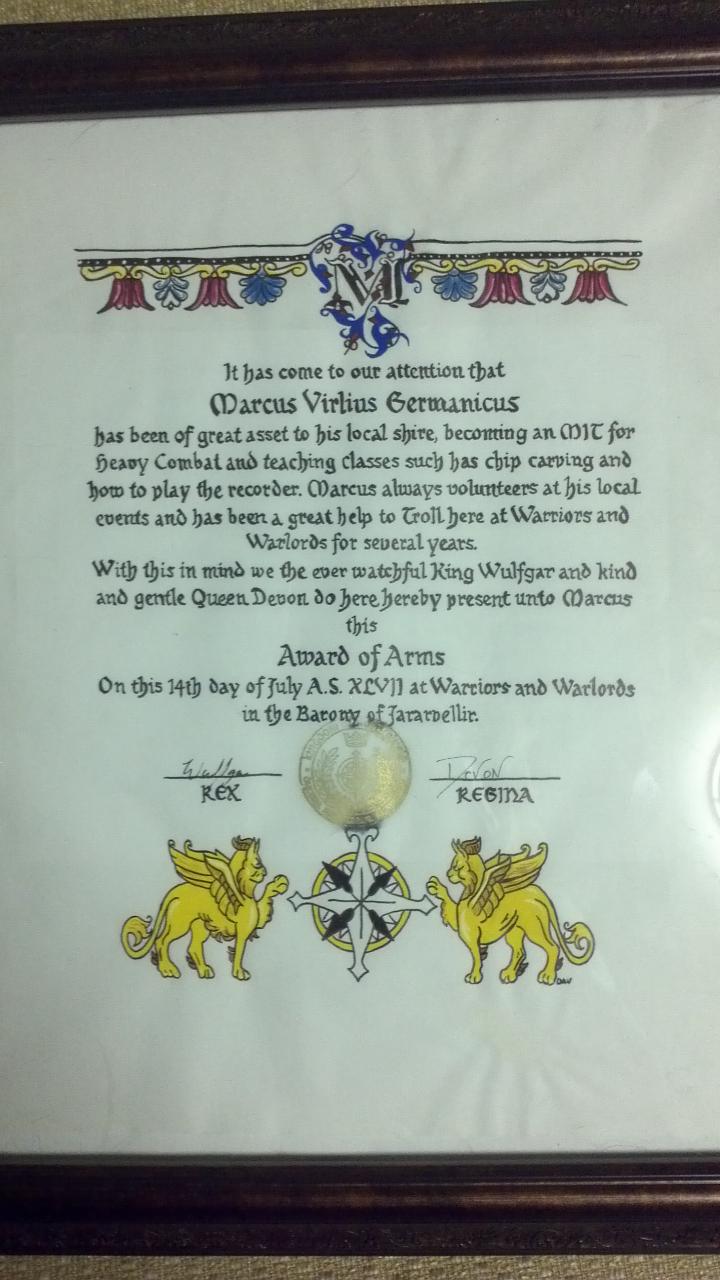 It has come to our attention that
Marcus Virlius Germanicus
has been of great asset to his local shire, becoming an MIT for
Heavy Combat and teaching classes such has chip carving and
how to play the recorder. Marcus always volunteers at his local
events and has been a great help to Troll here at Warriors and
Warlords for several years.
With this in mind we the ever watchful King Wulfgar and kind
and gentle Queen Devon do here hereby present unto Marcus
this
Award of Arms
On this 14th day of July A.S. XLVII at Warriors and Warlords
in the Barony of Jararvellir.
Wulfgar DEVON
REX REGINA
DAV